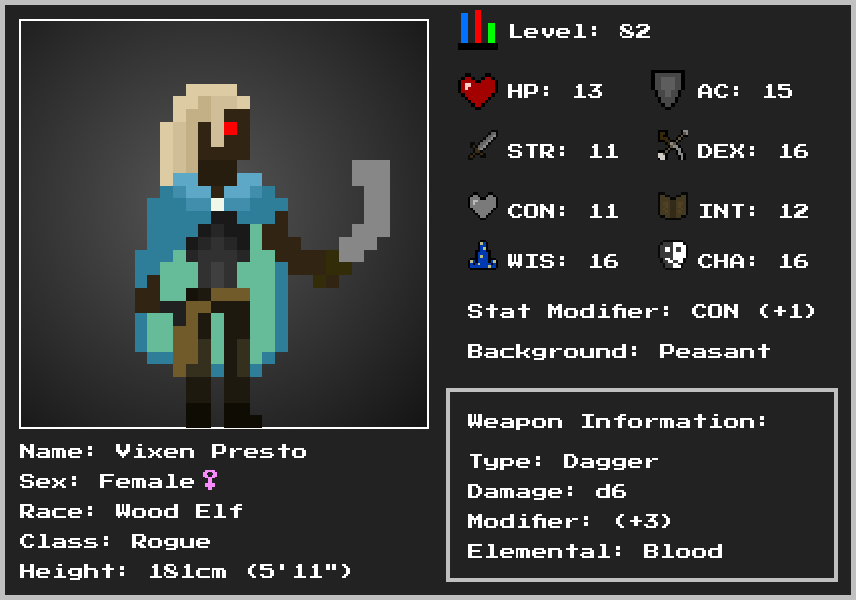 Level: 82
HP: 13 AC: 15
STR: 11 DEX: 16
CON: 11 INT: 12
WIS: 16 CHA: 16
Stat Modifier: CON (+1)
Background: Peasant
Weapon Information:
Type: Dagger
Damage: d6
Modifier: (+3)
Elemental: Blood
Name: Vixen Presto
Sex: Female♀
Race: Wood Elf
Class: Rogue
Height: 181cm (5'11")